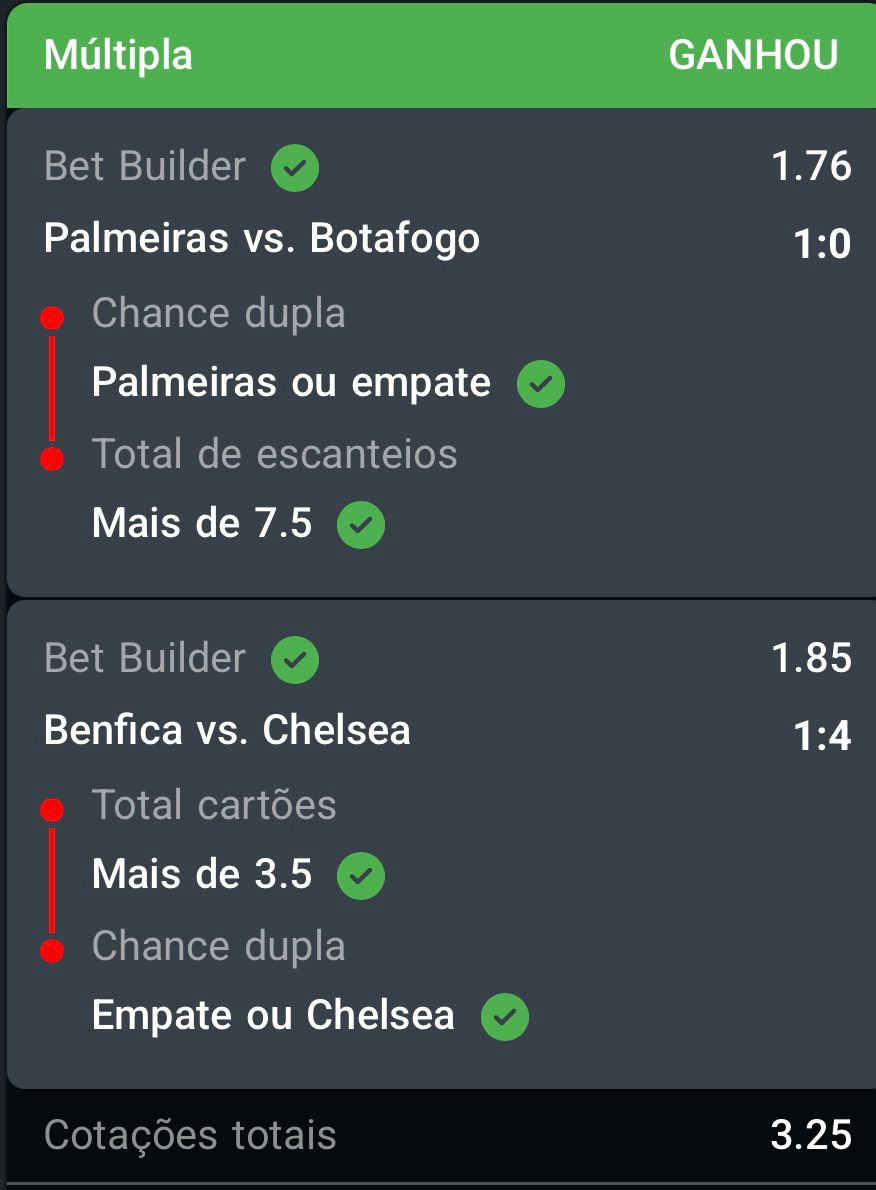 Múltipla GANHOU
Bet Builder 1.76
Palmeiras vs. Botafogo 1:0
Chance dupla
Palmeiras ou empate
Total de escanteios
Mais de 7.5
Bet Builder 1.85
Benfica vs. Chelsea 1:4
Total cartões
Mais de 3.5
Chance dupla
Empate ou Chelsea
Cotações totais 3.25